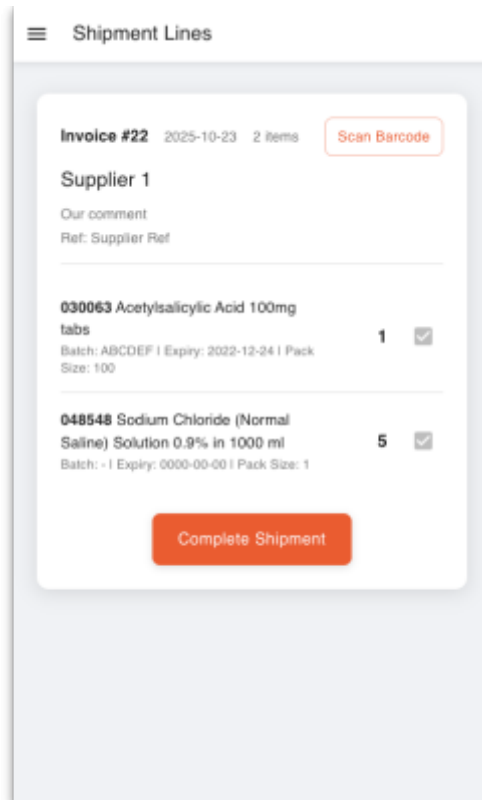 Shipment Lines
Invoice #22 2025-10-23 2 items Scan Barcode
Supplier 1
Our comment
Ref: Supplier Ref
030063 Acetylsalicylic Acid 100mg
tabs
1
Batch: ABCDEF | Expiry: 2022-12-24 | Pack
Size: 100
048548 Sodium Chloride (Normal
Saline) Solution 0.9% in 1000 ml
5
Batch: - | Expiry: 0000-00-00 | Pack Size: 1
Complete Shipment